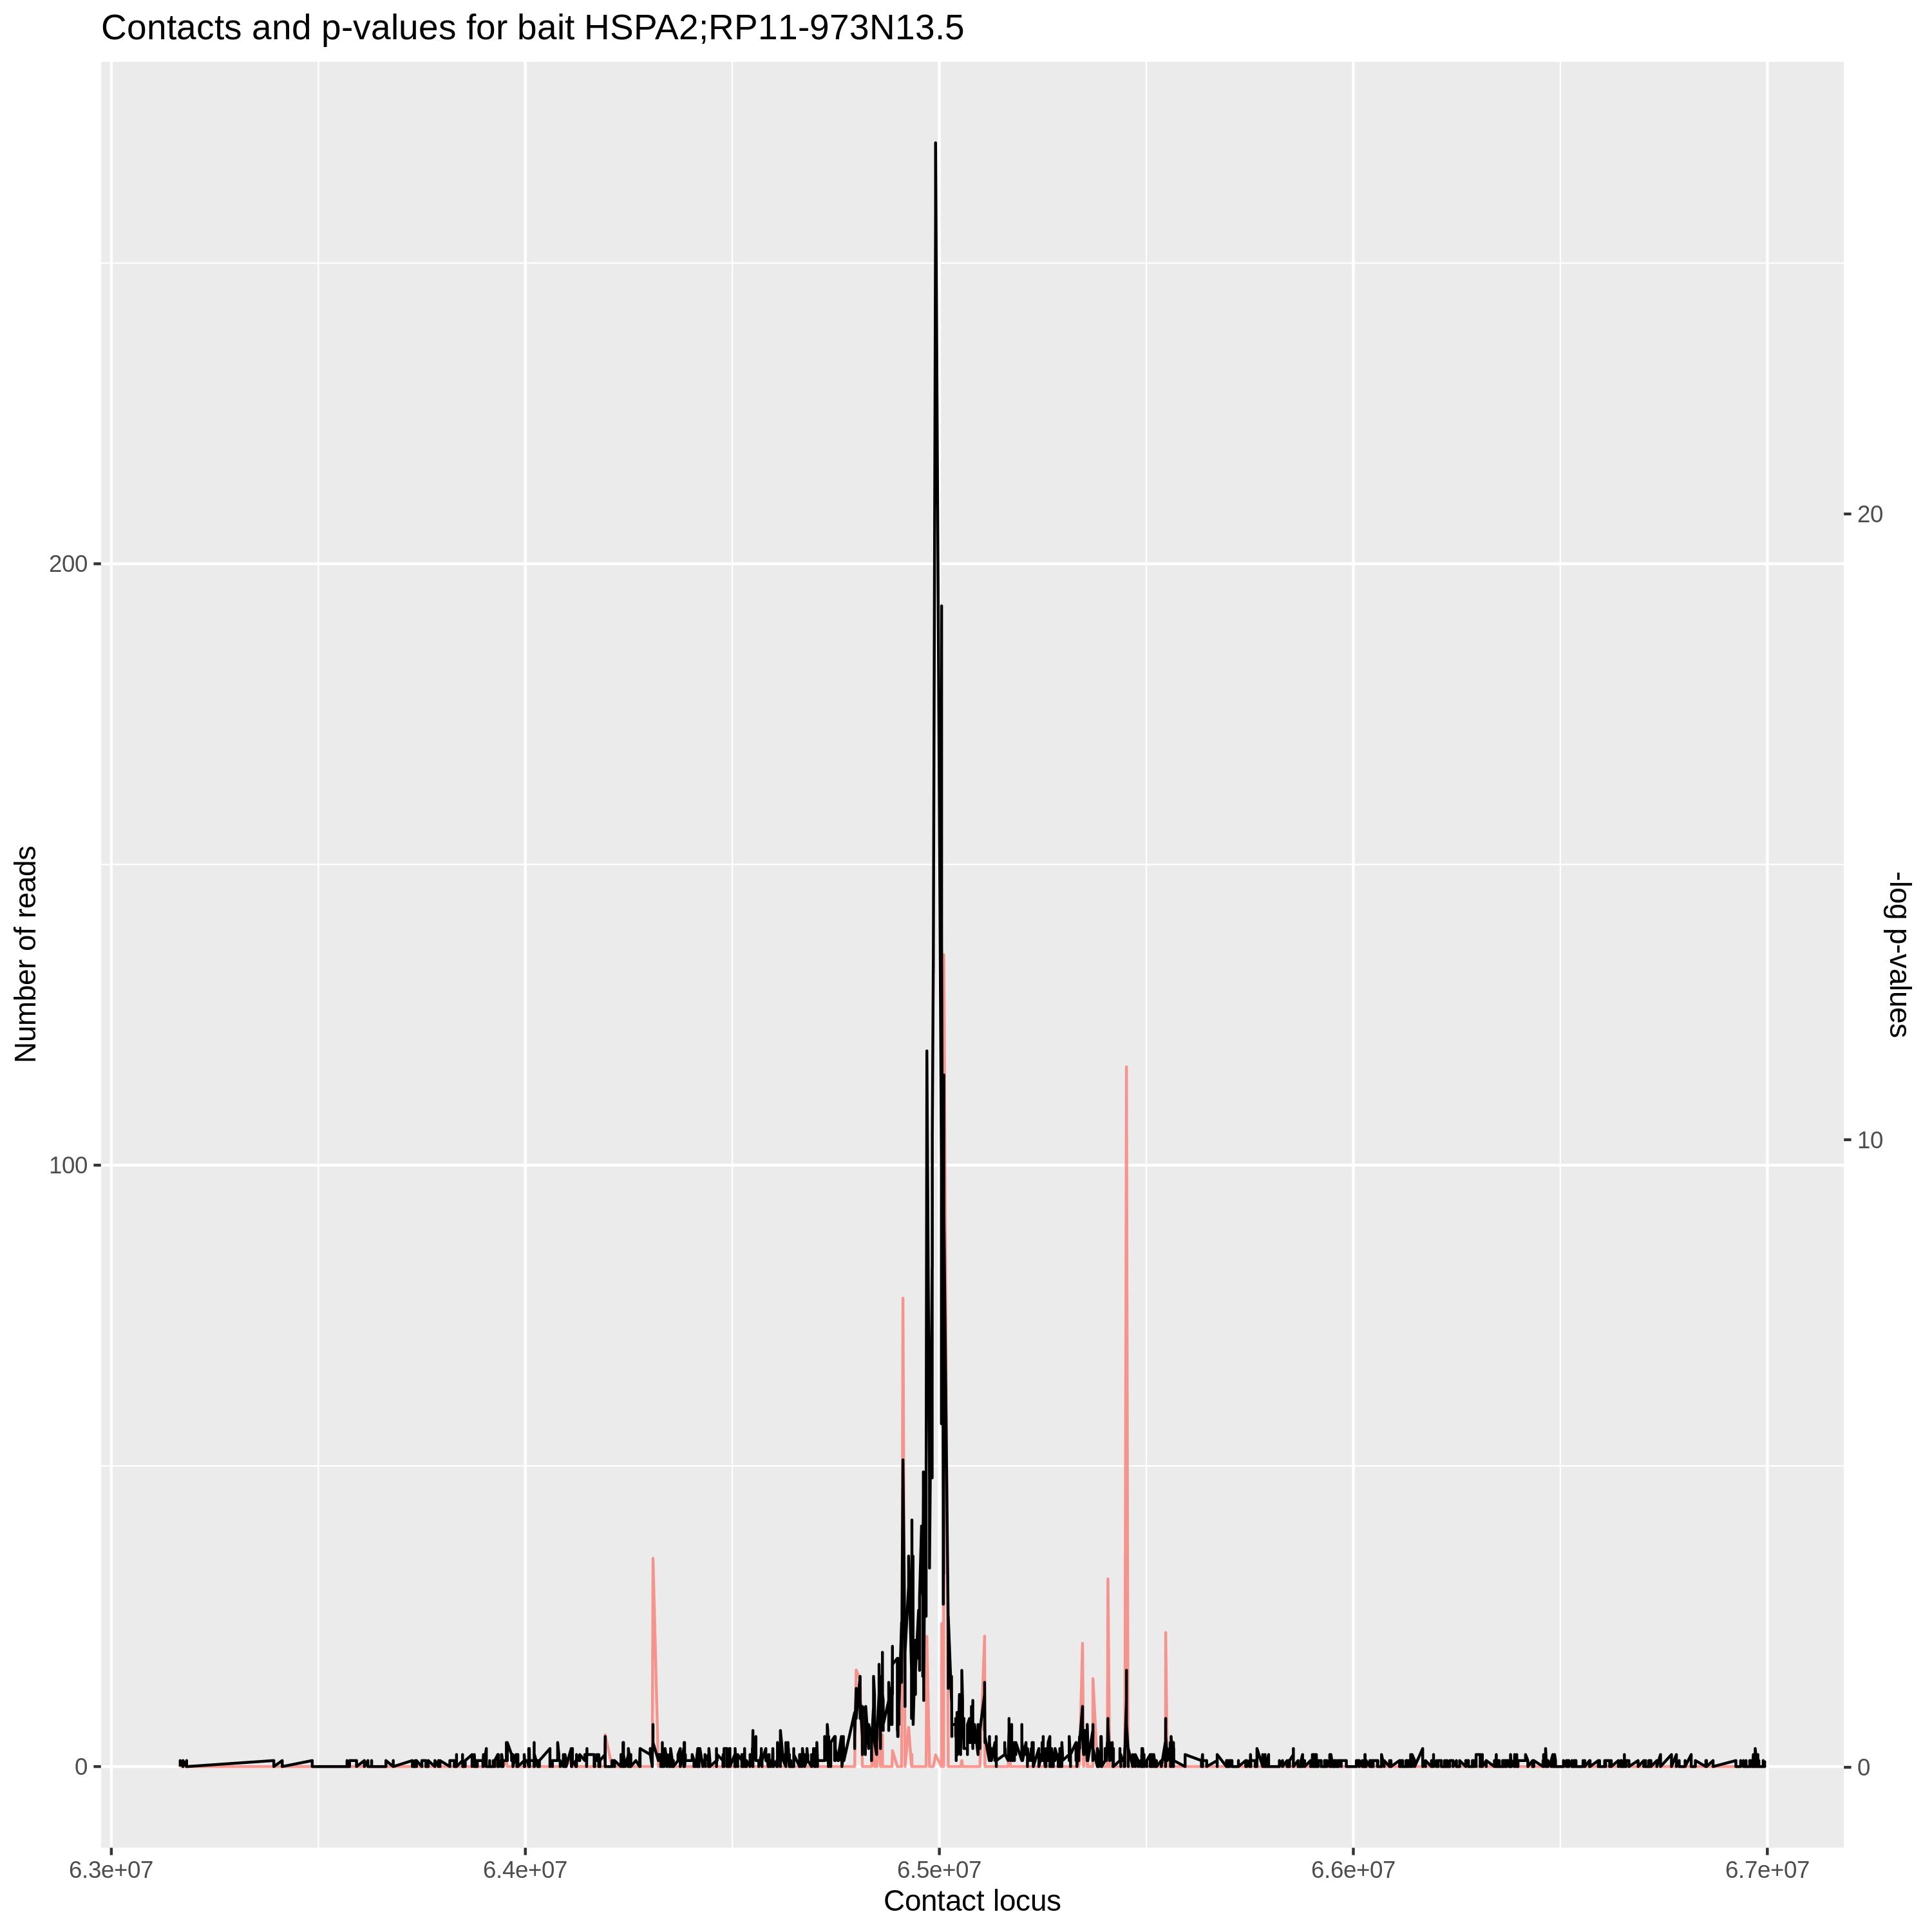 Contacts and p-values for bait HSPA2;RP11-973N13.5
Number of reads
200
100
0
20
10
0
-log p-values
6.3e+07 6.4e+07 6.5e+07 6.6e+07 6.7e+07
Contact locus